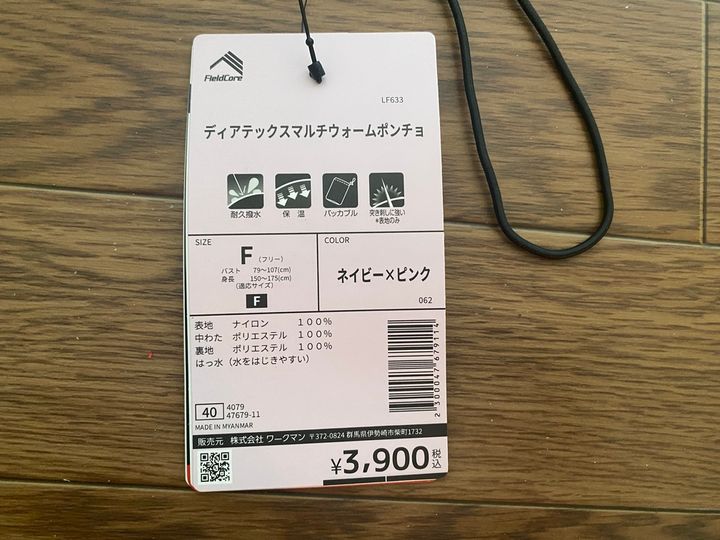 FieldCore
LF633
ディアテックスマルチウォームポンチョ
耐久撥水 保温 パッカブル 突き刺しに強い
※表地のみ
SIZE
F (フリー)
バスト 79〜107(cm)
身長 150〜175(cm)
(適応サイズ)
F
COLOR
ネイビー×ピンク
062
表地 ナイロン 100%
中わた ポリエステル 100%
裏地 ポリエステル 100%
はっ水(水をはじきやすい)
2300047679114
40
4079
47679-11
MADE IN MYANMAR
販売元 株式会社 ワークマン 〒372-0824 群馬県伊勢崎市柴町1732
¥3,900税込